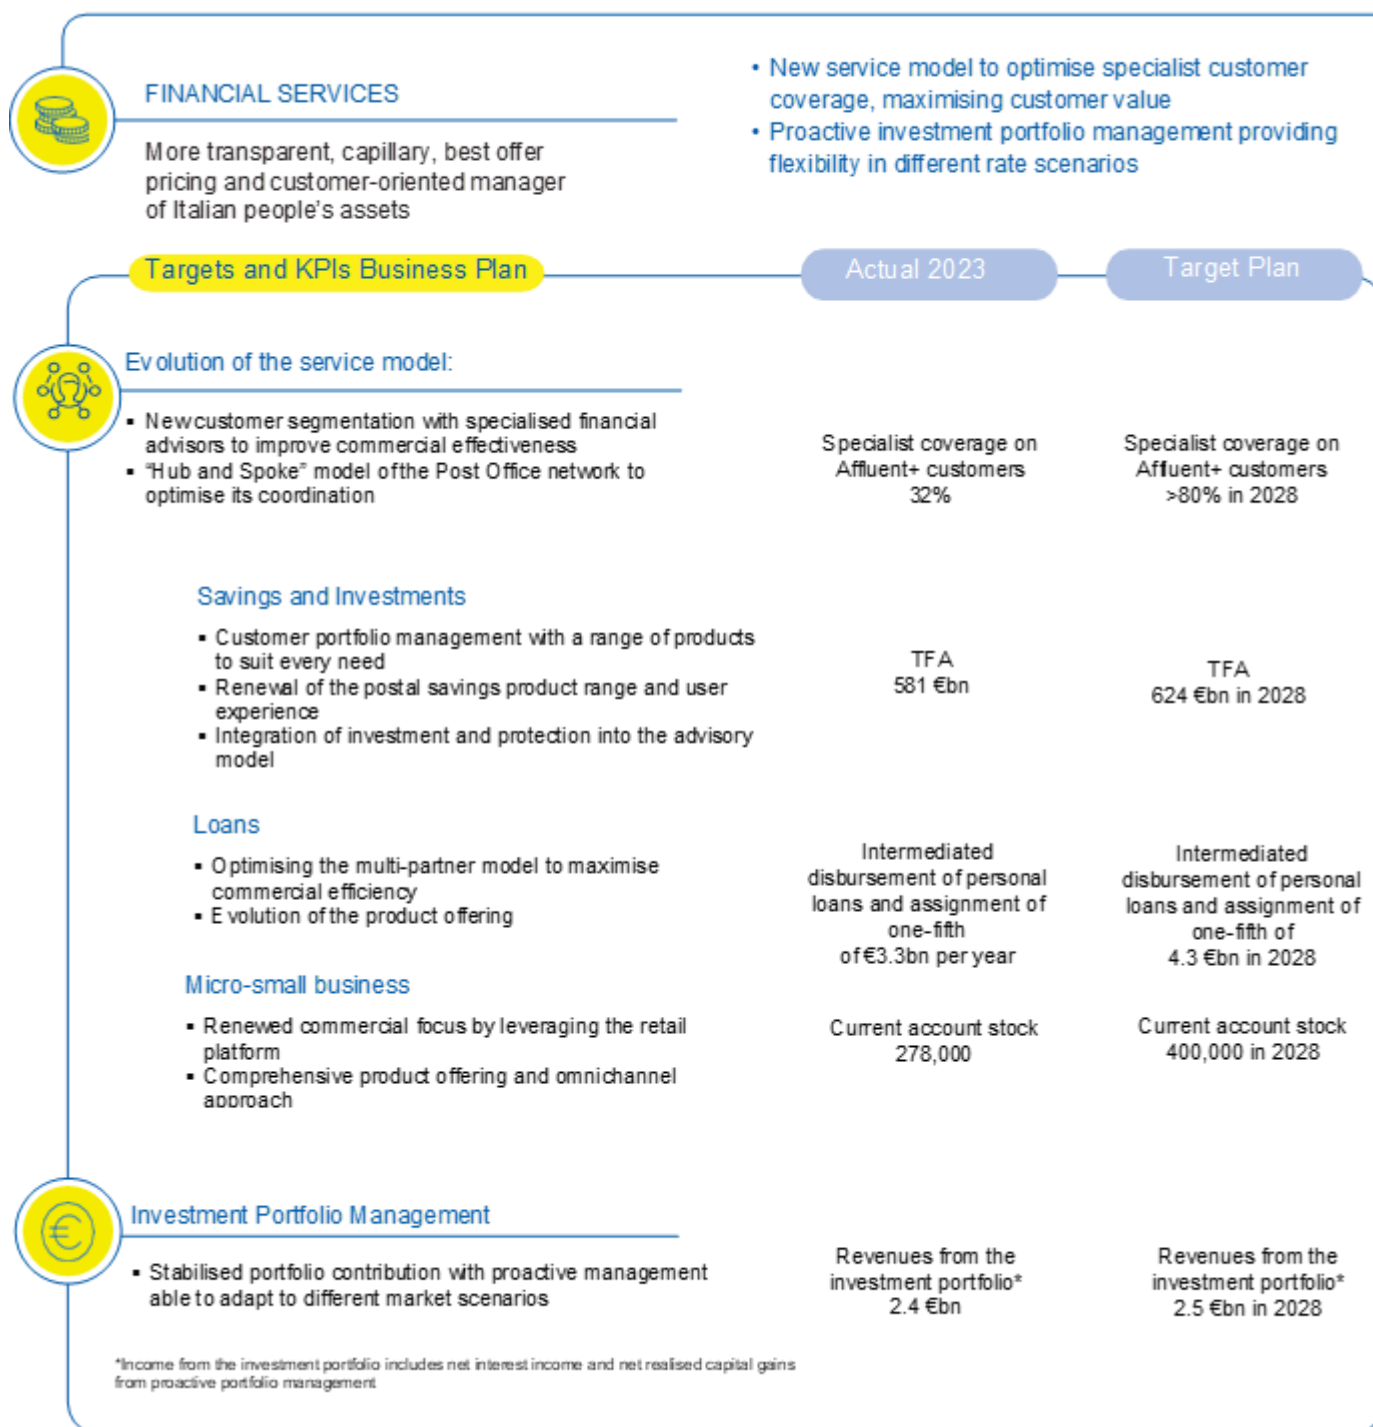 FINANCIAL SERVICES
More transparent, capillary, best offer
pricing and customer-oriented manager
of Italian people's assets
• New service model to optimise specialist customer
coverage, maximising customer value
• Proactive investment portfolio management providing
flexibility in different rate scenarios
Targets and KPIs Business Plan
Actual 2023
Target Plan
Evolution of the service model:
▪ New customer segmentation with specialised financial
advisors to improve commercial effectiveness
▪ "Hub and Spoke" model of the Post Office network to
optimise its coordination
Specialist coverage on
Affluent+ customers
32%
Specialist coverage on
Affluent+ customers
>80% in 2028
Savings and Investments
▪ Customer portfolio management with a range of products
to suit every need
▪ Renewal of the postal savings product range and user
experience
▪ Integration of investment and protection into the advisory
model
TFA
581 €bn
TFA
624 €bn in 2028
Loans
▪ Optimising the multi-partner model to maximise
commercial efficiency
▪ Evolution of the product offering
Intermediated
disbursement of personal
loans and assignment of
one-fifth
of €3.3bn per year
Intermediated
disbursement of personal
loans and assignment of
one-fifth of
4.3 €bn in 2028
Micro-small business
▪ Renewed commercial focus by leveraging the retail
platform
▪ Comprehensive product offering and omnichannel
approach
Current account stock
278,000
Current account stock
400,000 in 2028
Investment Portfolio Management
▪ Stabilised portfolio contribution with proactive management
able to adapt to different market scenarios
Revenues from the
investment portfolio*
2.4 €bn
Revenues from the
investment portfolio*
2.5 €bn in 2028
*Income from the investment portfolio includes net interest income and net realised capital gains
from proactive portfolio management